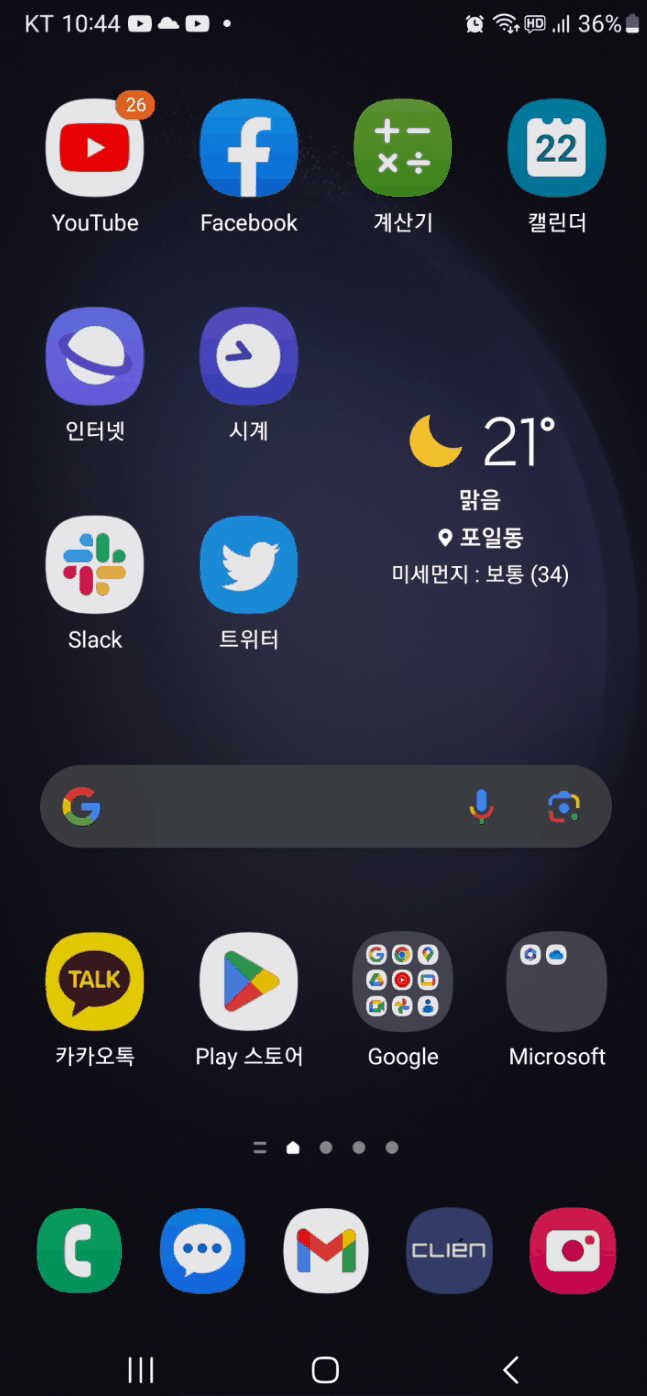 KT 10:44
HD
36%
26
YouTube
Facebook
계산기
22
캘린더
인터넷
시계
21°
맑음
포일동
미세먼지 : 보통 (34)
Slack
트위터
TALK
카카오톡
Play 스토어
Google
Microsoft
CLIéN